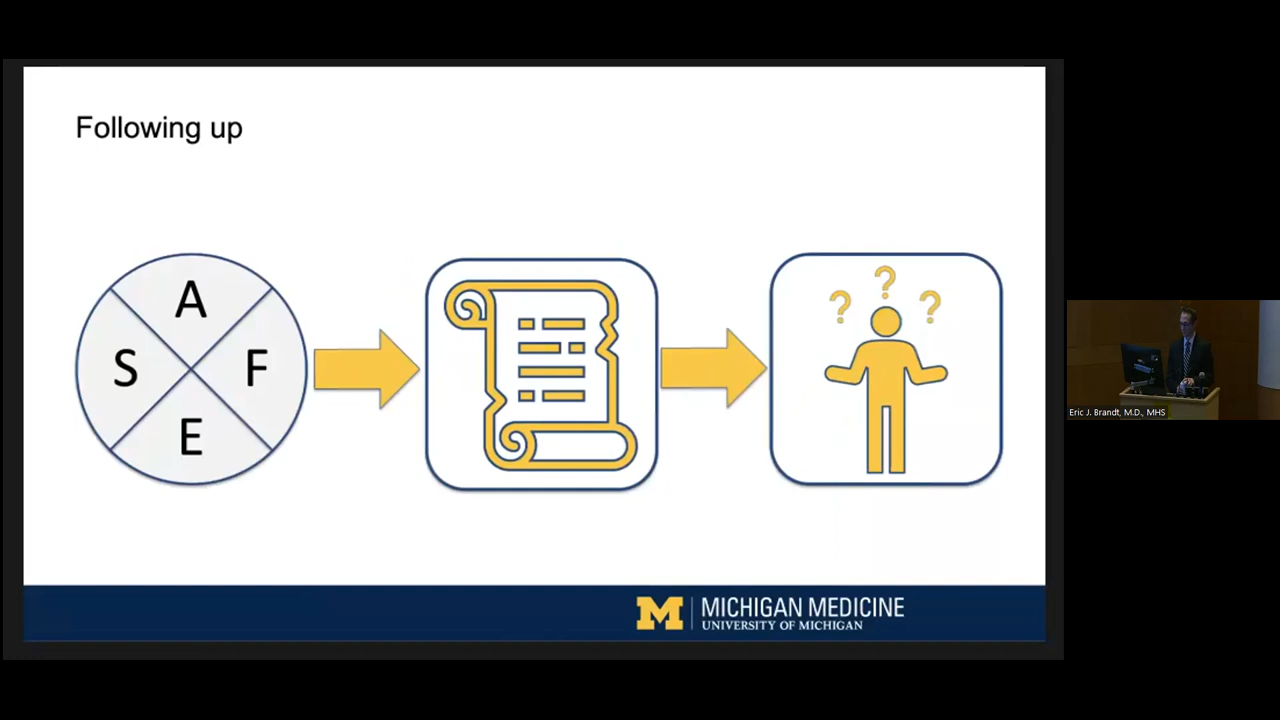 Following up
A
S
F
E
? ? ?
M
MICHIGAN MEDICINE
UNIVERSITY OF MICHIGAN
Eric J. Brandt, M.D., MHS